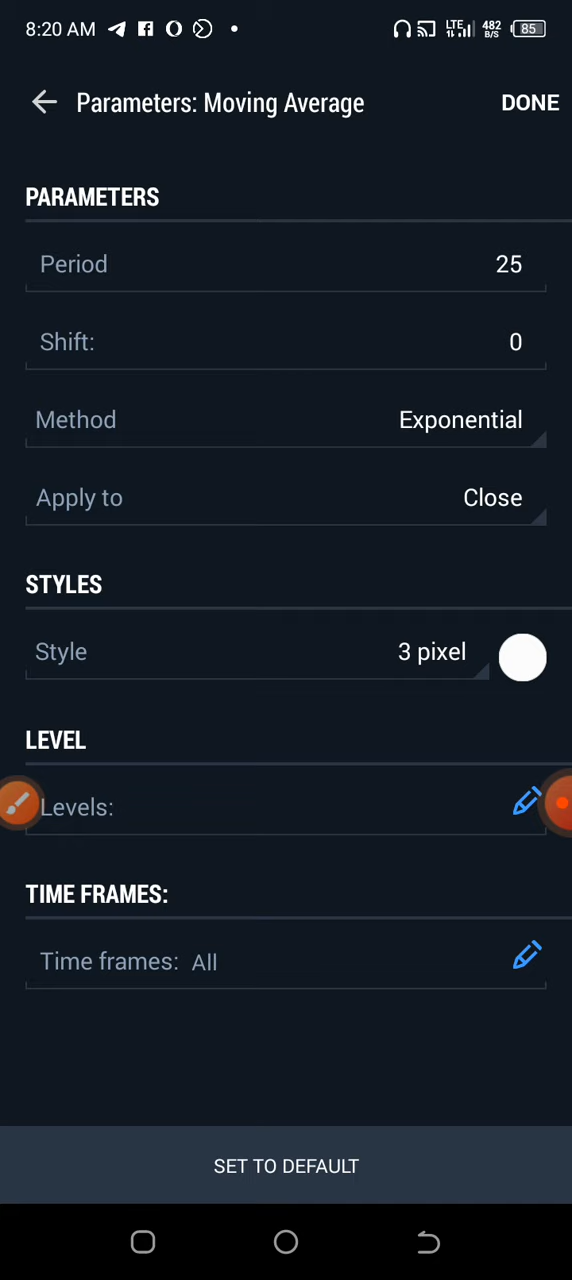 8:20 AM LTE 482 B/S 85
Parameters: Moving Average DONE
PARAMETERS
Period 25
Shift: 0
Method Exponential
Apply to Close
STYLES
Style 3 pixel
LEVEL
Levels:
TIME FRAMES:
Time frames: All
SET TO DEFAULT